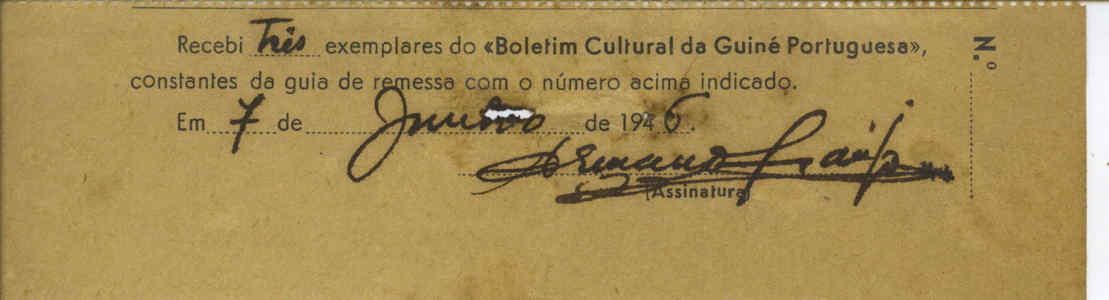 Recebi Três exemplares do «Boletim Cultural da Guiné Portuguesa»,
constantes da guia de remessa com o número acima indicado.
Em 7 de Junho de 1946.
(Assinatura)
N.º